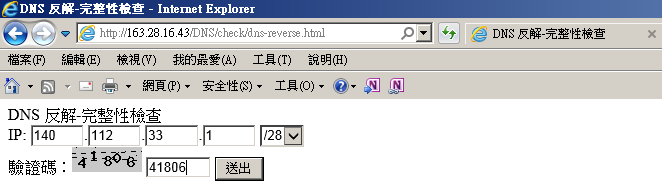 DNS 反解-完整性檢查 - Internet Explorer
http://163.28.16.43/DNS/check/dns-reverse.html
DNS 反解-完整性檢查
檔案(F) 編輯(E) 檢視(V) 我的最愛(A) 工具(T) 說明(H)
網頁(P) 安全性(S) 工具(O)
DNS 反解-完整性檢查
IP: 140 . 112 . 33 . 1 /28
驗證碼： 41806 41806 送出